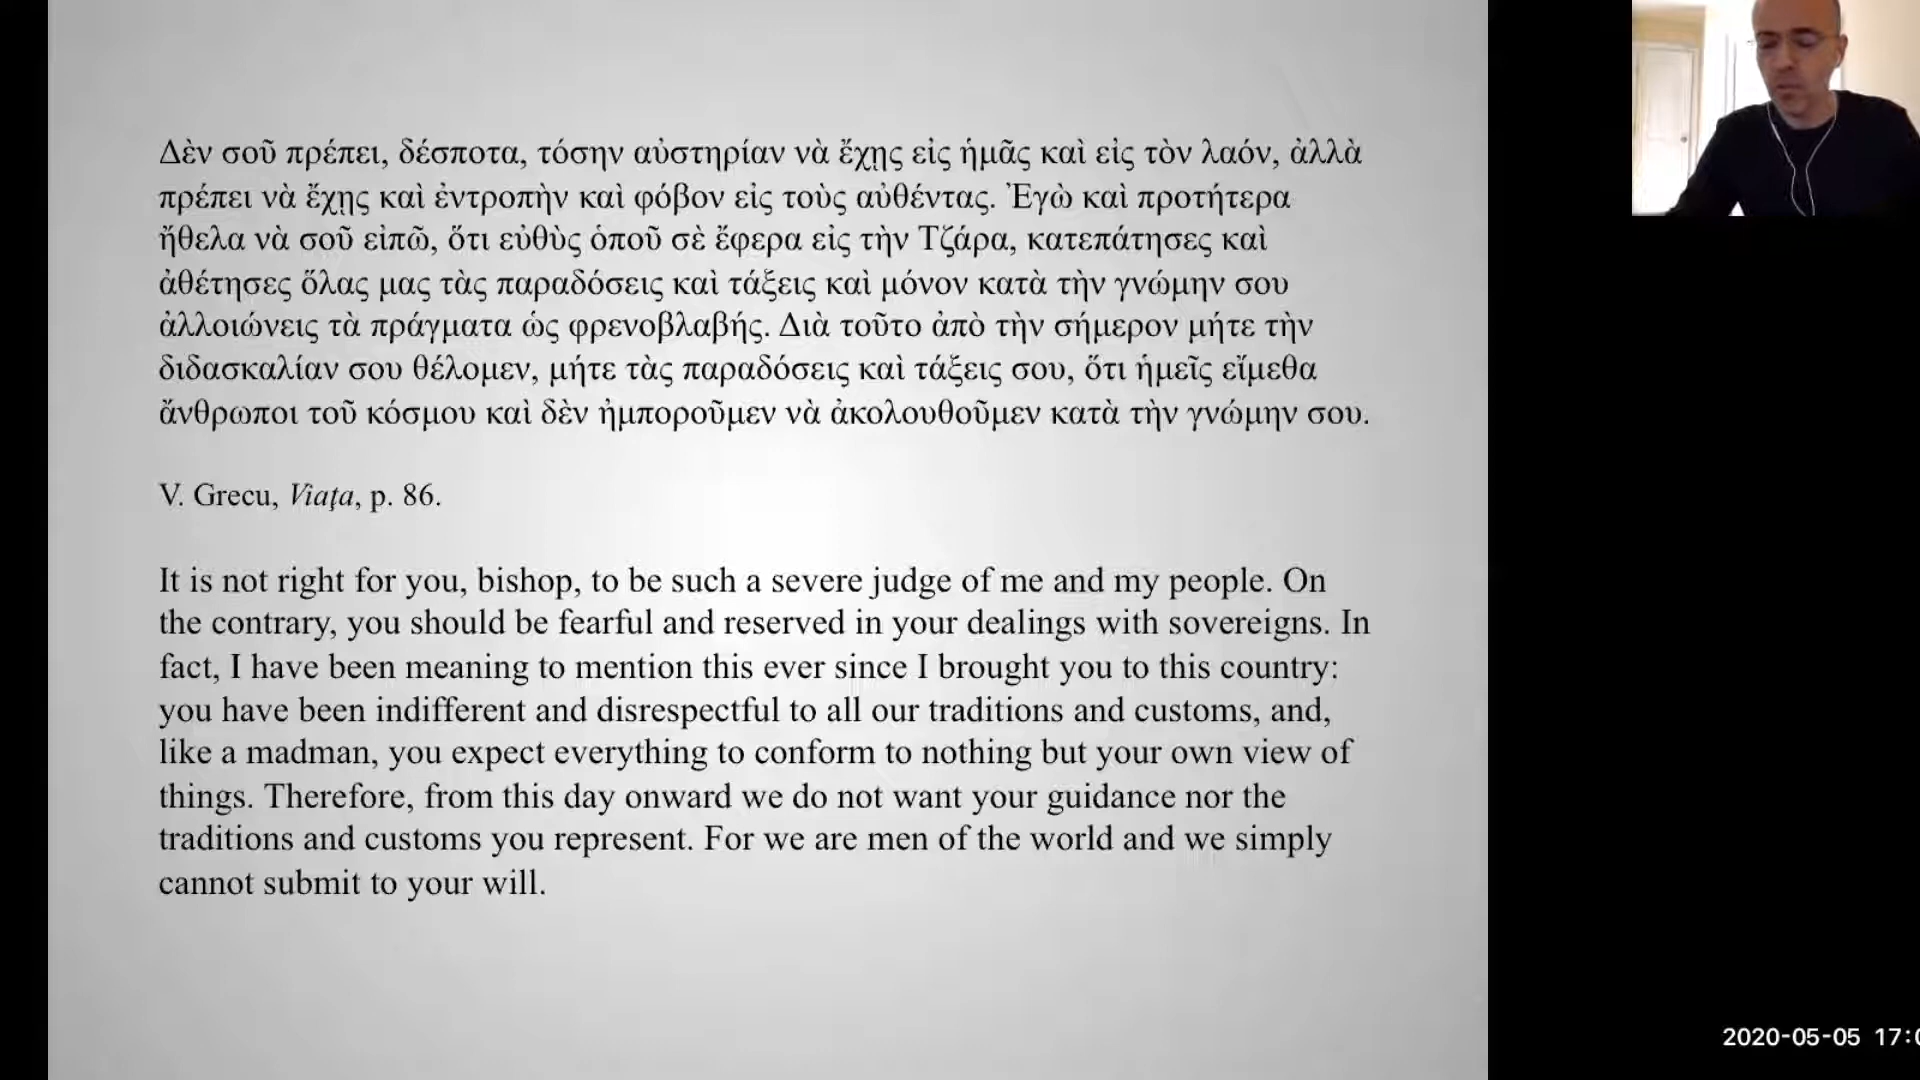 Δὲν σοῦ πρέπει, δέσποτα, τόσην αὐστηρίαν νὰ ἔχῃς εἰς ἡμᾶς καὶ εἰς τὸν λαόν, ἀλλὰ
πρέπει νὰ ἔχῃς καὶ ἐντροπὴν καὶ φόβον εἰς τοὺς αὐθέντας. Ἐγὼ καὶ προτήτερα
ἤθελα νὰ σοῦ εἰπῶ, ὅτι εὐθὺς ὁποῦ σὲ ἔφερα εἰς τὴν Τζάρα, κατεπάτησες καὶ
ἀθέτησες ὅλας μας τὰς παραδόσεις καὶ τάξεις καὶ μόνον κατὰ τὴν γνώμην σου
ἀλλοιώνεις τὰ πράγματα ὡς φρενοβλαβής. Διὰ τοῦτο ἀπὸ τὴν σήμερον μήτε τὴν
διδασκαλίαν σου θέλομεν, μήτε τὰς παραδόσεις καὶ τάξεις σου, ὅτι ἡμεῖς εἴμεθα
ἄνθρωποι τοῦ κόσμου καὶ δὲν ἠμποροῦμεν νὰ ἀκολουθοῦμεν κατὰ τὴν γνώμην σου.
V. Grecu, Viaţa, p. 86.
It is not right for you, bishop, to be such a severe judge of me and my people. On
the contrary, you should be fearful and reserved in your dealings with sovereigns. In
fact, I have been meaning to mention this ever since I brought you to this country:
you have been indifferent and disrespectful to all our traditions and customs, and,
like a madman, you expect everything to conform to nothing but your own view of
things. Therefore, from this day onward we do not want your guidance nor the
traditions and customs you represent. For we are men of the world and we simply
cannot submit to your will.
2020-05-05 17:0